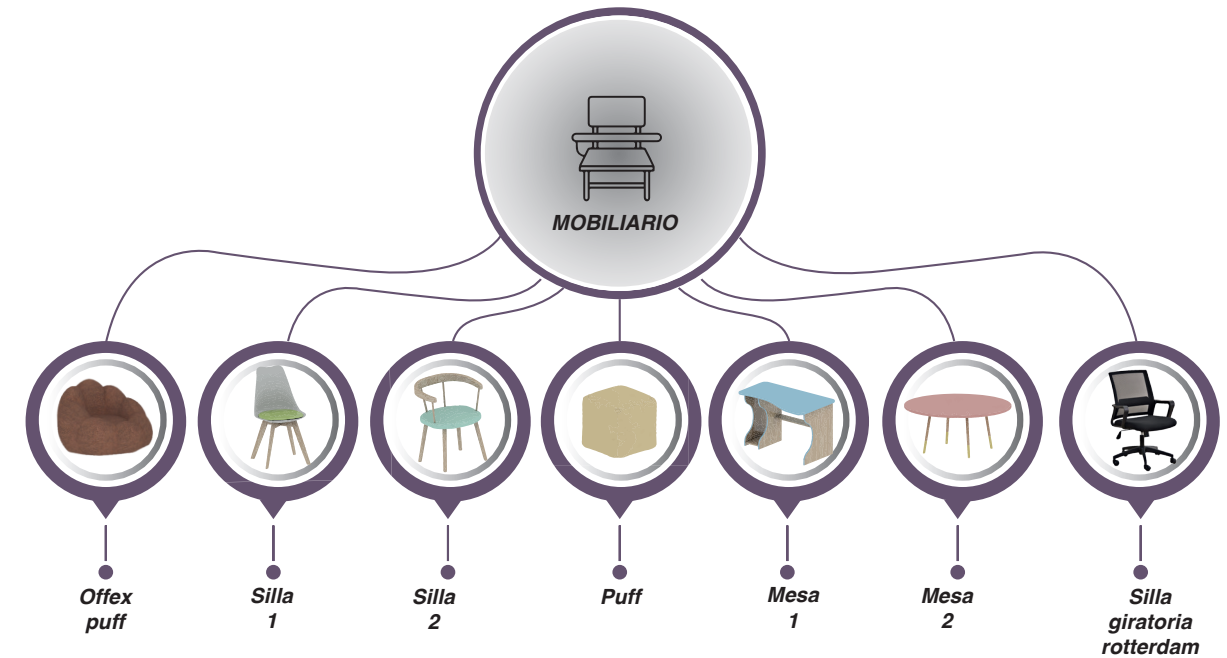 MOBILIARIO
Offex
puff
Silla
1
Silla
2
Puff
Mesa
1
Mesa
2
Silla
giratoria
rotterdam